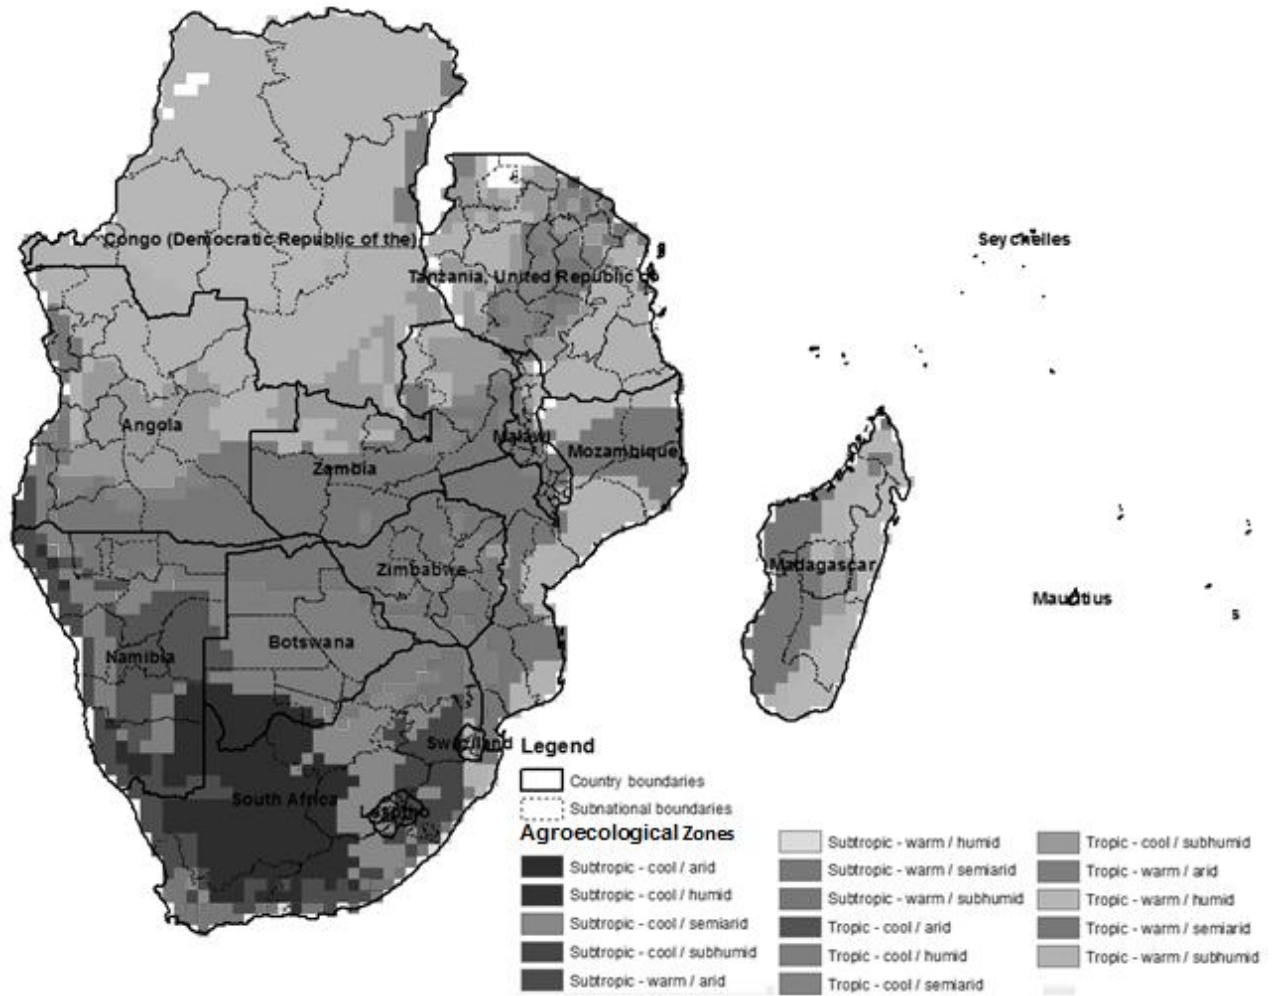 Congo (Democratic Republic of the)
Seychelles
Tanzania, United Republic of
Angola
Malawi
Mozambique
Zambia
Zimbabwe
Madagascar
Mauritius
s
Botswana
Namibia
Swaziland
South Africa
Lesotho
Legend
Country boundaries
Subnational boundaries
Agroecological Zones
Subtropic - cool / arid
Subtropic - cool / humid
Subtropic - cool / semiarid
Subtropic - cool / subhumid
Subtropic - warm / arid
Subtropic - warm / humid
Subtropic - warm / semiarid
Subtropic - warm / subhumid
Tropic - cool / arid
Tropic - cool / humid
Tropic - cool / semiarid
Tropic - cool / subhumid
Tropic - warm / arid
Tropic - warm / humid
Tropic - warm / semiarid
Tropic - warm / subhumid